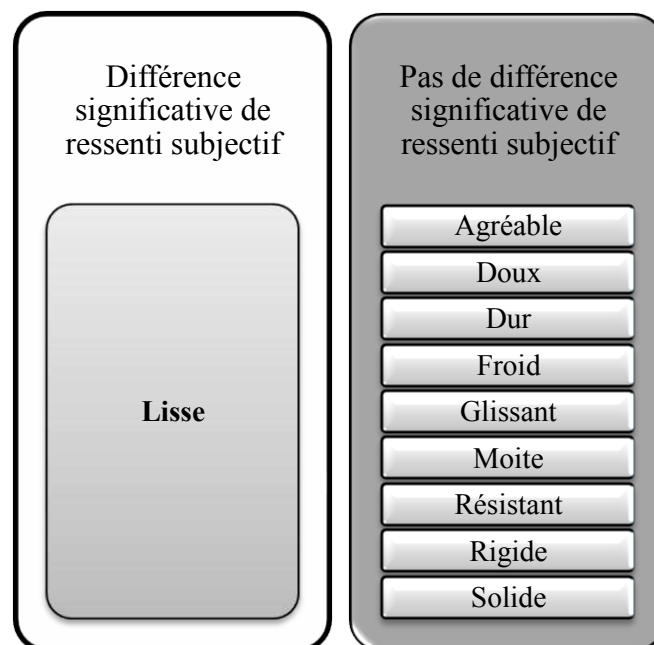 Différence
significative de
ressenti subjectif
Lisse
Pas de différence
significative de
ressenti subjectif
Agréable
Doux
Dur
Froid
Glissant
Moite
Résistant
Rigide
Solide